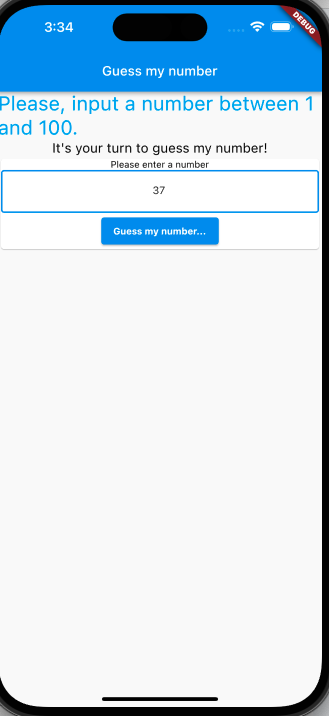 3:34
DEBUG
Guess my number
Please, input a number between 1
and 100.
It's your turn to guess my number!
Please enter a number
37
Guess my number...